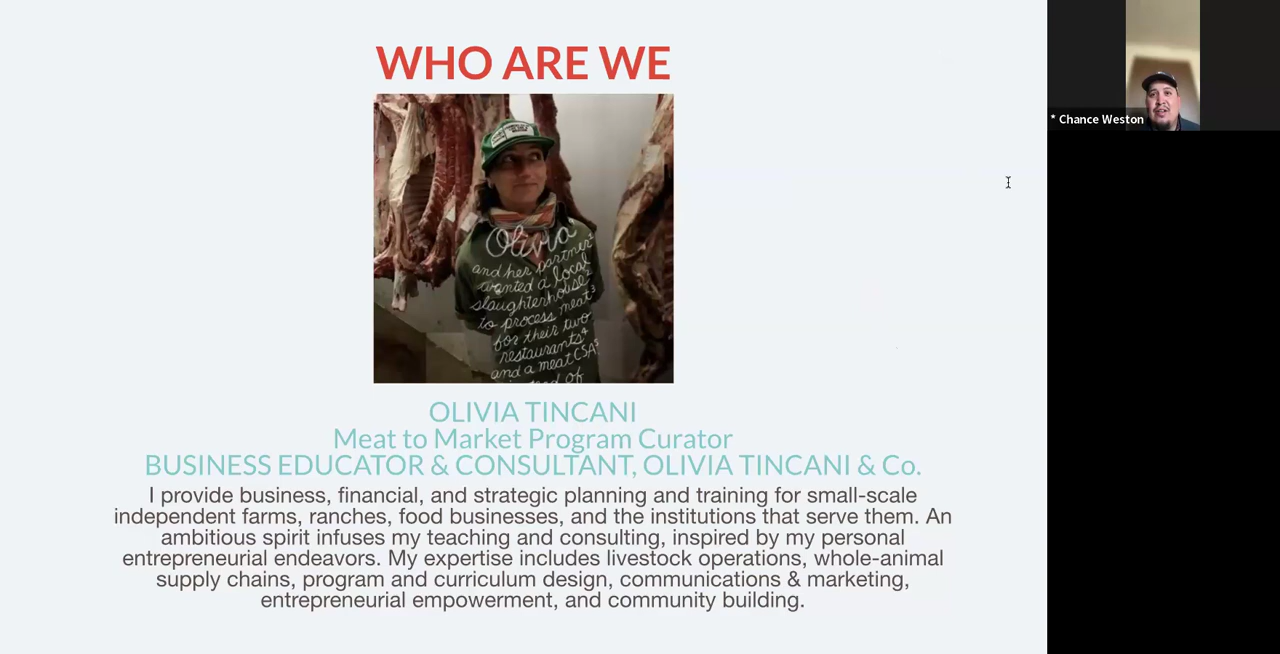 WHO ARE WE
Olivia
and her partner
wanted a local
slaughterhouse
to process meat
for their two
restaurants
and a meat CSA
instead of
OLIVIA TINCANI
Meat to Market Program Curator
BUSINESS EDUCATOR & CONSULTANT, OLIVIA TINCANI & Co.
I provide business, financial, and strategic planning and training for small-scale
independent farms, ranches, food businesses, and the institutions that serve them. An
ambitious spirit infuses my teaching and consulting, inspired by my personal
entrepreneurial endeavors. My expertise includes livestock operations, whole-animal
supply chains, program and curriculum design, communications & marketing,
entrepreneurial empowerment, and community building.
* Chance Weston